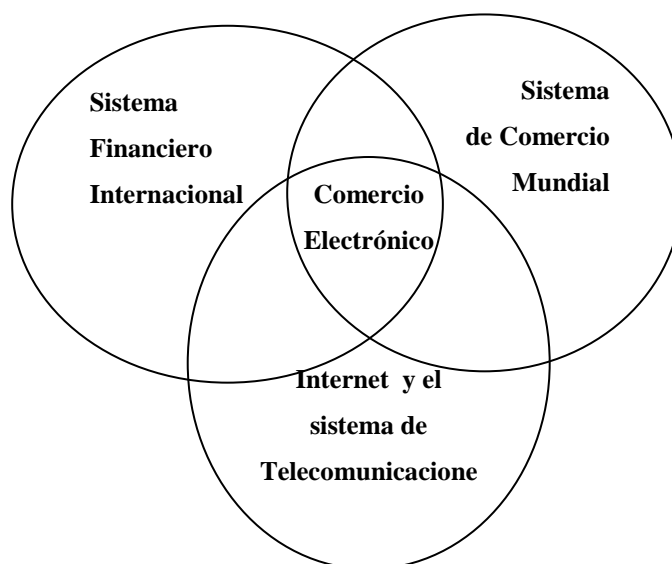 Sistema
Financiero
Internacional
Sistema
de Comercio
Mundial
Comercio
Electrónico
Internet y el
sistema de
Telecomunicacione